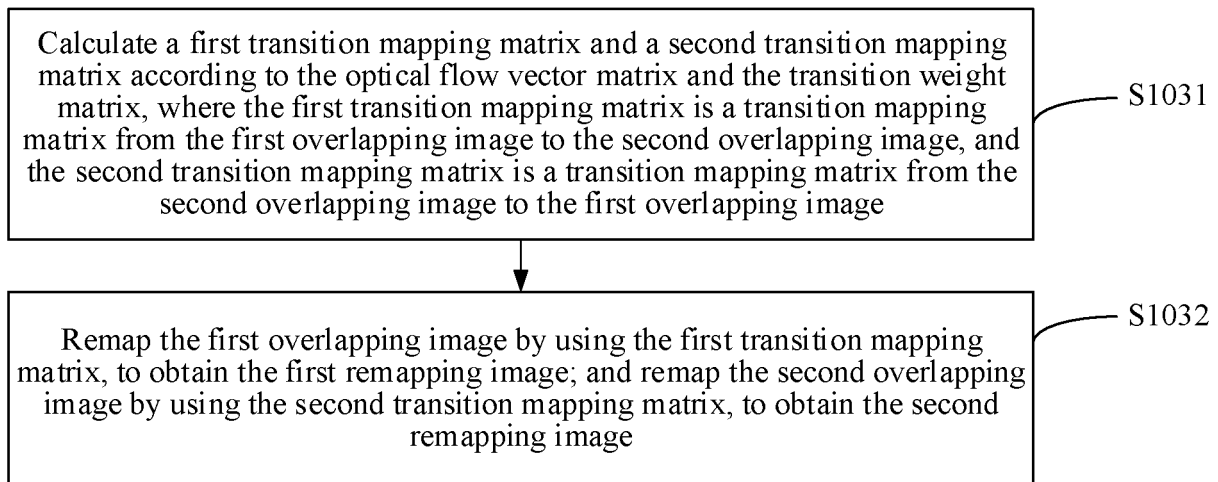 Calculate a first transition mapping matrix and a second transition mapping
matrix according to the optical flow vector matrix and the transition weight
matrix, where the first transition mapping matrix is a transition mapping
matrix from the first overlapping image to the second overlapping image, and
the second transition mapping matrix is a transition mapping matrix from the
second overlapping image to the first overlapping image
S1031
Remap the first overlapping image by using the first transition mapping
matrix, to obtain the first remapping image; and remap the second overlapping
image by using the second transition mapping matrix, to obtain the second
remapping image
S1032